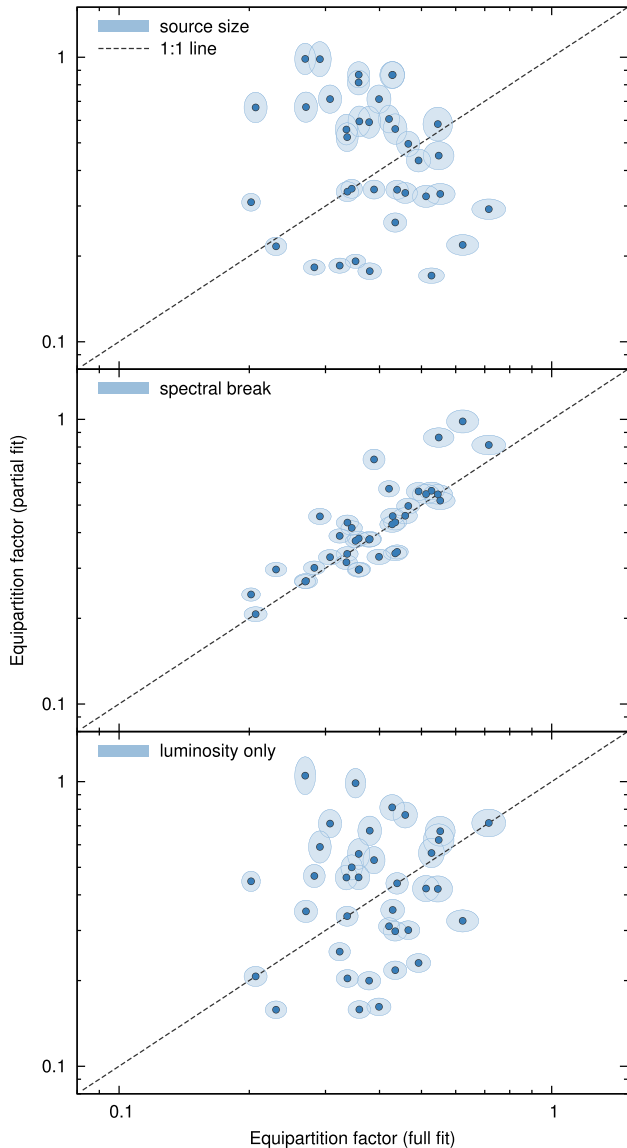 source size
1:1 line
1
0.1
spectral break
1
0.1
Equipartition factor (partial fit)
luminosity only
1
0.1
0.1
1
Equipartition factor (full fit)